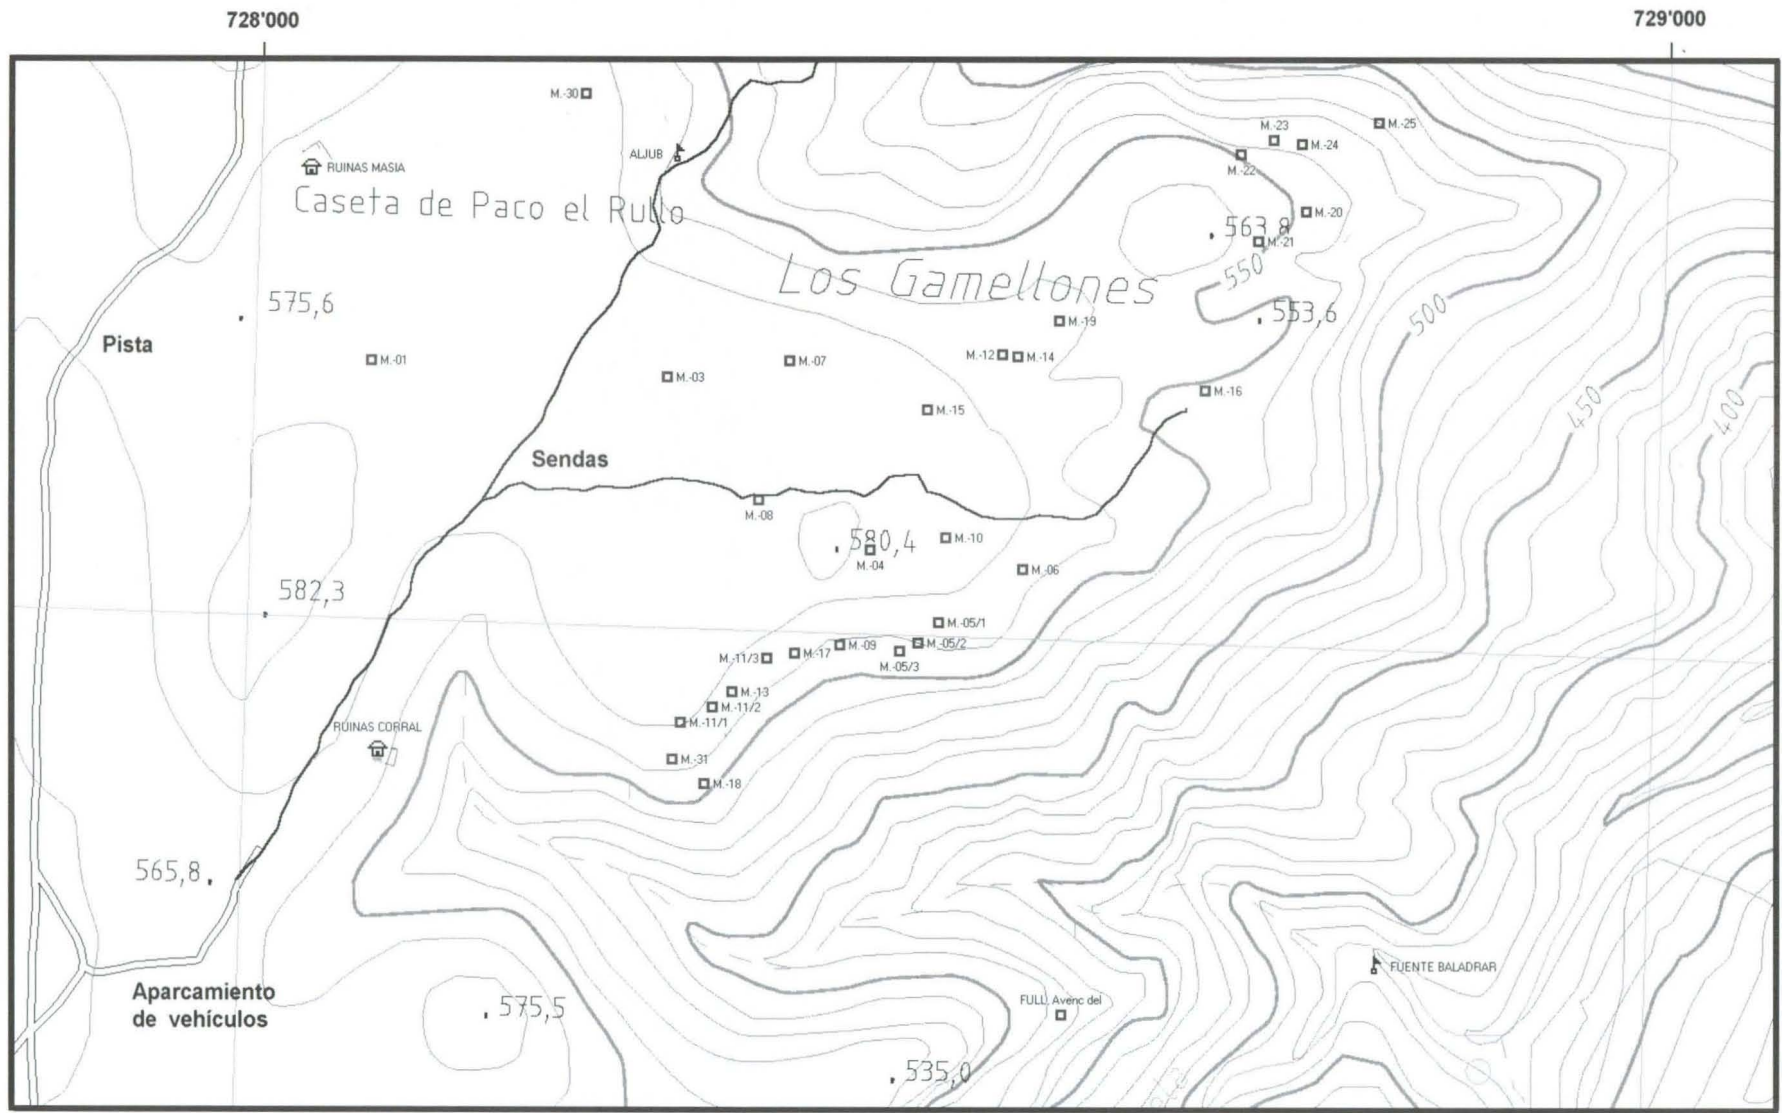 728'000
729'000
M.-30
M.-25
M.-23
M.-24
ALJUB
M.-22
RUINAS MASIA
Caseta de Paco el Rullo
M.-20
563,8
M.-21
Los Gamellones
550
575,6
M.-19
553,6
500
Pista
M.-12
M.-14
M.-01
M.-07
M.-03
M.-16
450
400
M.-15
Sendas
M.-08
580,4
M.-10
M.-04
M.-06
582,3
M.-05/1
M.-05/2
M.-09
M.-17
M.-11/3
M.-05/3
M.-13
M.-11/2
M.-11/1
RUINAS CORRAL
M.-31
M.-18
565,8
FUENTE BALADRAR
Aparcamiento
de vehículos
575,5
FULL, Avenc del
535,0